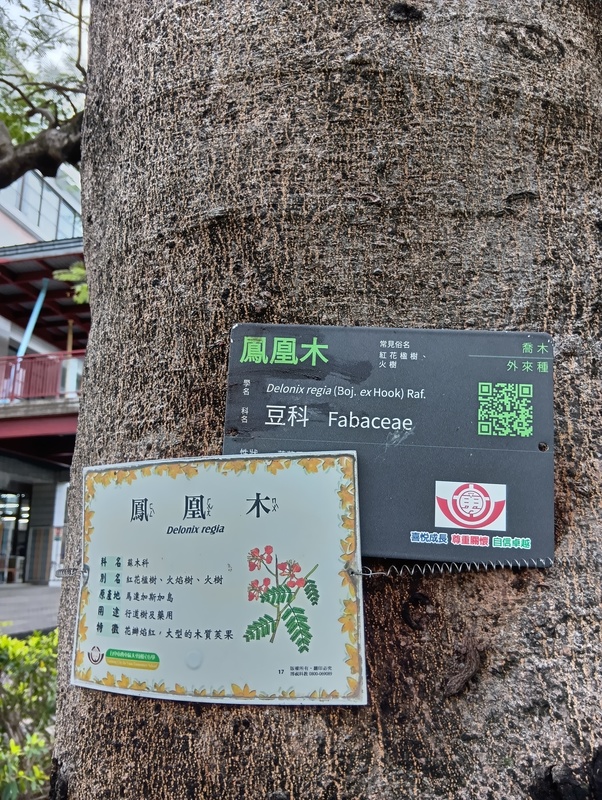 鳳凰木
常見俗名
紅花楹樹、
火樹
喬木
外來種
學名
Delonix regia (Boj. ex Hook) Raf.
科名
豆科 Fabaceae
性狀
喜悅成長 尊重關懷 自信卓越
鳳凰木
Delonix regia
科名 蘇木科
別名 紅花楹樹、火焰樹、火樹
原產地 馬達加斯加島
用途 行道樹及藥用
特徵 花瓣焰紅，大型的木質莢果
17